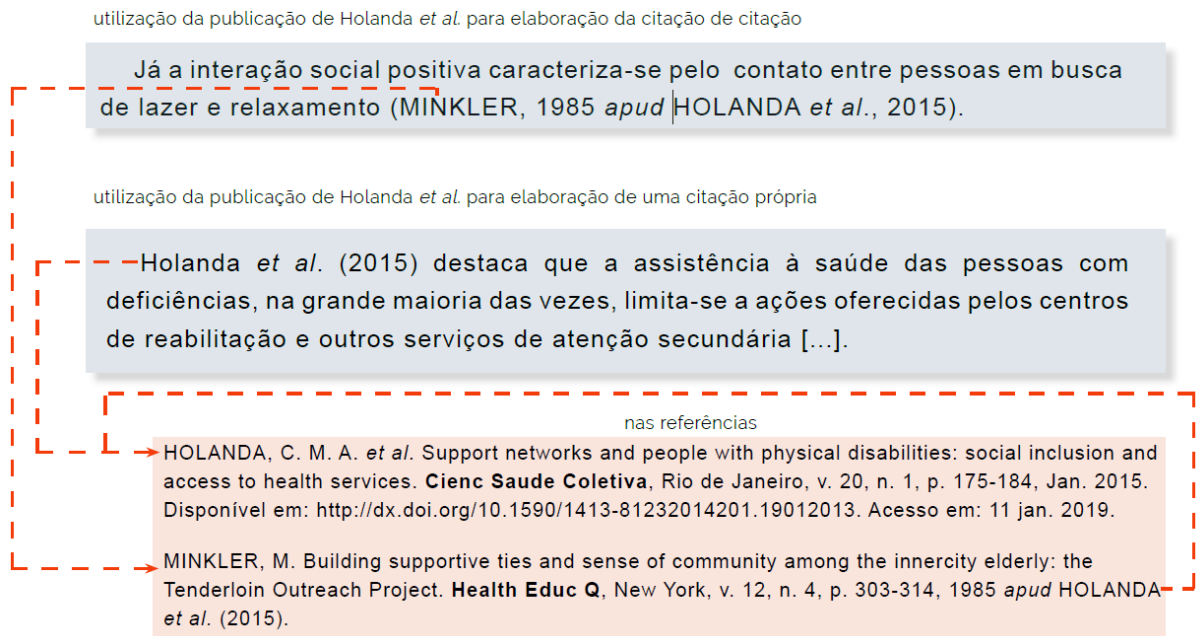 utilização da publicação de Holanda et al. para elaboração da citação de citação
Já a interação social positiva caracteriza-se pelo contato entre pessoas em busca
de lazer e relaxamento (MINKLER, 1985 apud HOLANDA et al., 2015).
utilização da publicação de Holanda et al. para elaboração de uma citação própria
Holanda et al. (2015) destaca que a assistência à saúde das pessoas com
deficiências, na grande maioria das vezes, limita-se a ações oferecidas pelos centros
de reabilitação e outros serviços de atenção secundária [...].
nas referências
HOLANDA, C. M. A. et al. Support networks and people with physical disabilities: social inclusion and
access to health services. Cienc Saude Coletiva, Rio de Janeiro, v. 20, n. 1, p. 175-184, Jan. 2015.
Disponível em: http://dx.doi.org/10.1590/1413-81232014201.19012013. Acesso em: 11 jan. 2019.
MINKLER, M. Building supportive ties and sense of community among the innercity elderly: the
Tenderloin Outreach Project. Health Educ Q, New York, v. 12, n. 4, p. 303-314, 1985 apud HOLANDA
et al. (2015).